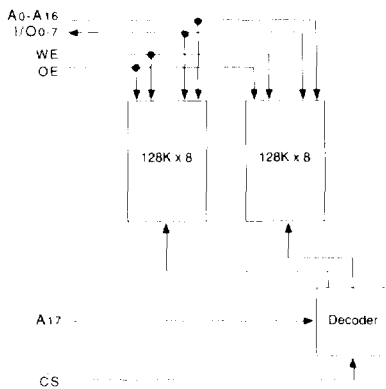 A0-A16
I/O0-7
WE
OE
128K x 8
128K x 8
A17
Decoder
CS